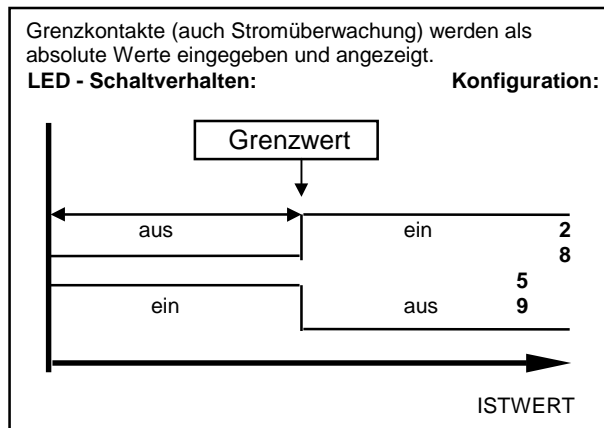 Grenzkontakte (auch Stromüberwachung) werden als
absolute Werte eingegeben und angezeigt.
LED - Schaltverhalten: Konfiguration:
Grenzwert
aus ein 2
8
5
ein aus 9
ISTWERT